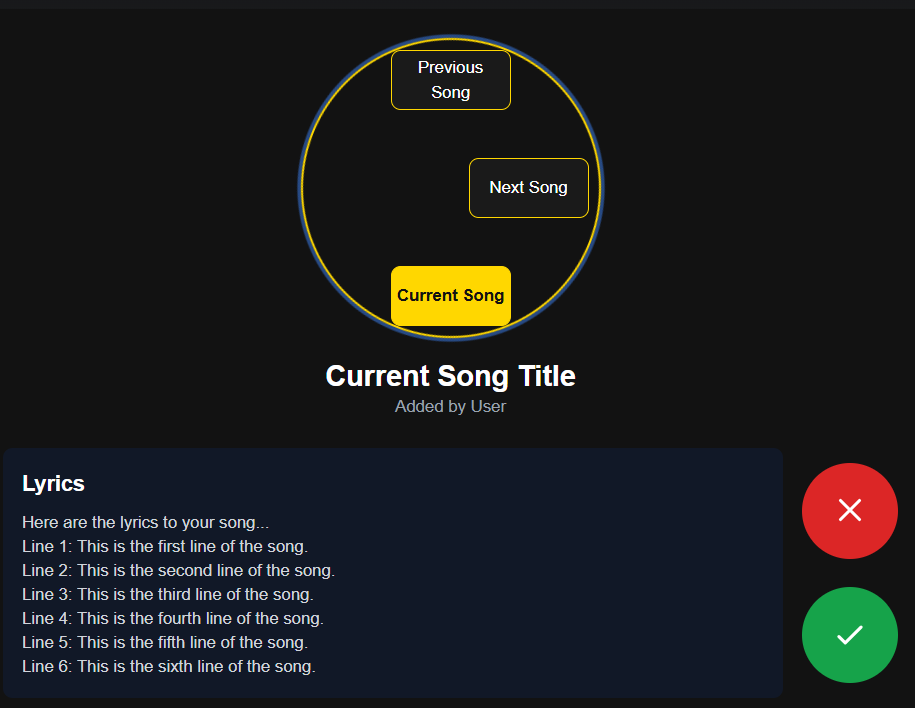 Previous
Song
Next Song
Current Song
Current Song Title
Added by User
Lyrics
Here are the lyrics to your song...
Line 1: This is the first line of the song.
Line 2: This is the second line of the song.
Line 3: This is the third line of the song.
Line 4: This is the fourth line of the song.
Line 5: This is the fifth line of the song.
Line 6: This is the sixth line of the song.